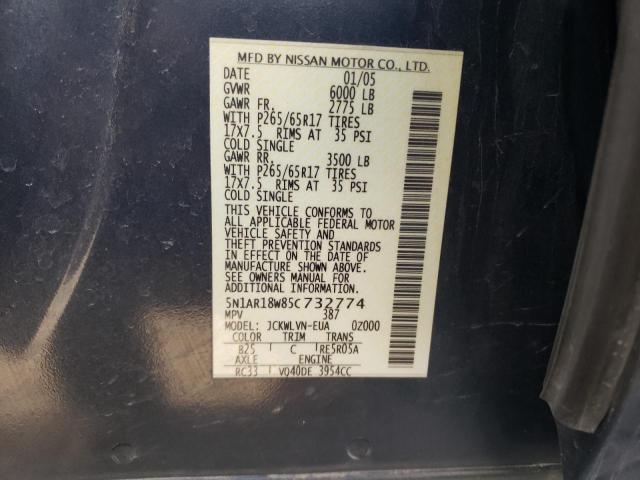 MFD BY NISSAN MOTOR CO., LTD.
DATE 01/05
GVWR 6000 LB
GAWR FR. 2775 LB
WITH P265/65R17 TIRES
17X7.5 RIMS AT 35 PSI
COLD SINGLE
GAWR RR. 3500 LB
WITH P265/65R17 TIRES
17X7.5 RIMS AT 35 PSI
COLD SINGLE
THIS VEHICLE CONFORMS TO
ALL APPLICABLE FEDERAL MOTOR
VEHICLE SAFETY AND
THEFT PREVENTION STANDARDS
IN EFFECT ON THE DATE OF
MANUFACTURE SHOWN ABOVE.
SEE OWNERS MANUAL FOR
ADDITIONAL INFORMATION
5N1AR18W85C732774
MPV 387
MODEL: JCKWLVN-EUA 0Z000
COLOR TRIM TRANS
B25 C RE5R05A
AXLE ENGINE
RC33 VQ40DE 3954CC